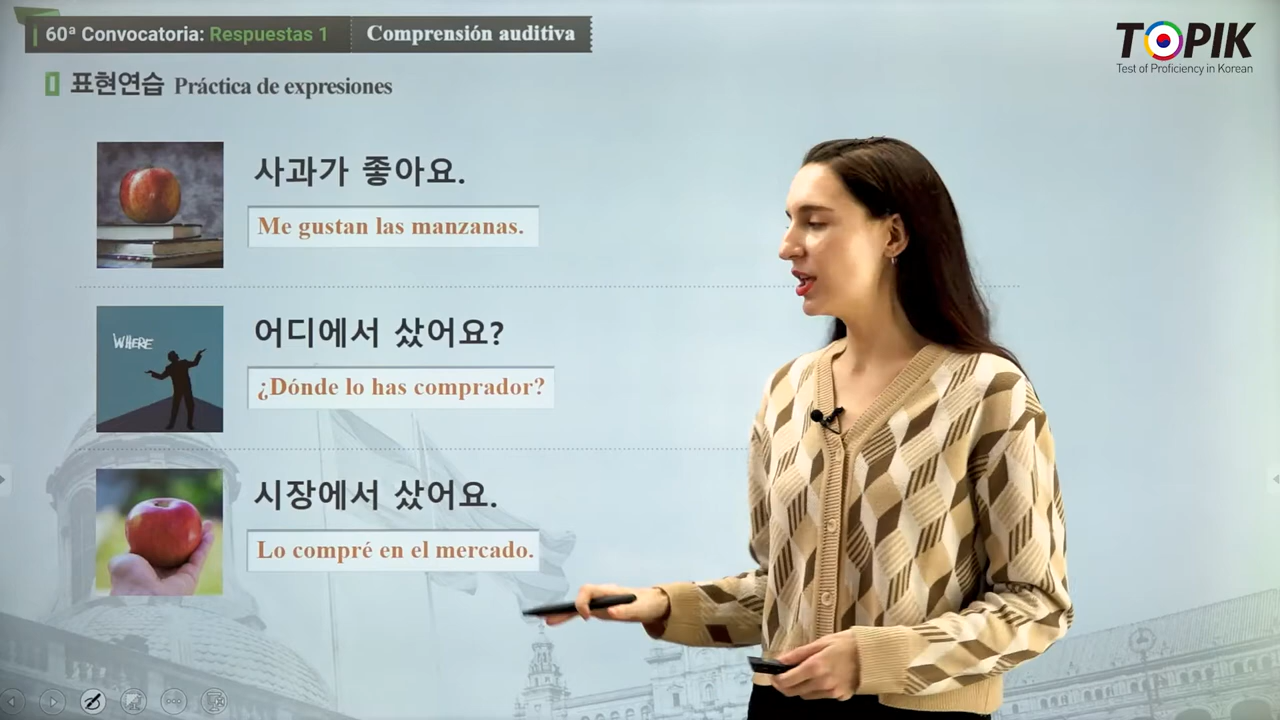 60ª Convocatoria: Respuestas 1 Comprensión auditiva
TOPIK
Test of Proficiency in Korean
표현연습 Práctica de expresiones
사과가 좋아요.
Me gustan las manzanas.
WHERE
어디에서 샀어요?
¿Dónde lo has comprador?
시장에서 샀어요.
Lo compré en el mercado.